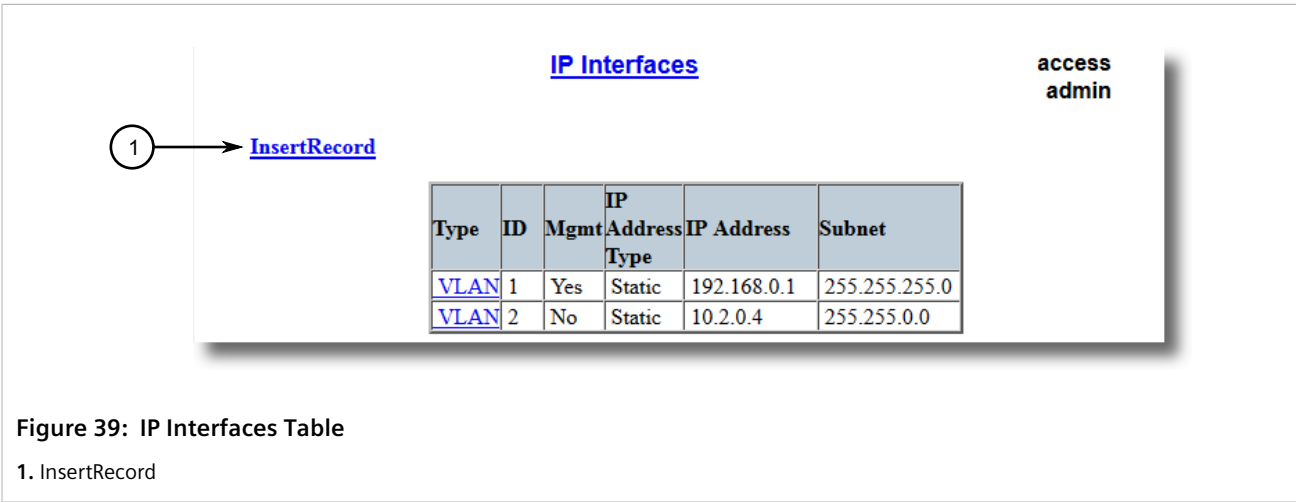 IP Interfaces
access
admin
1
InsertRecord
Type ID Mgmt IP Address Type IP Address Subnet
VLAN 1 Yes Static 192.168.0.1 255.255.255.0
VLAN 2 No Static 10.2.0.4 255.255.0.0
Figure 39: IP Interfaces Table
1. InsertRecord